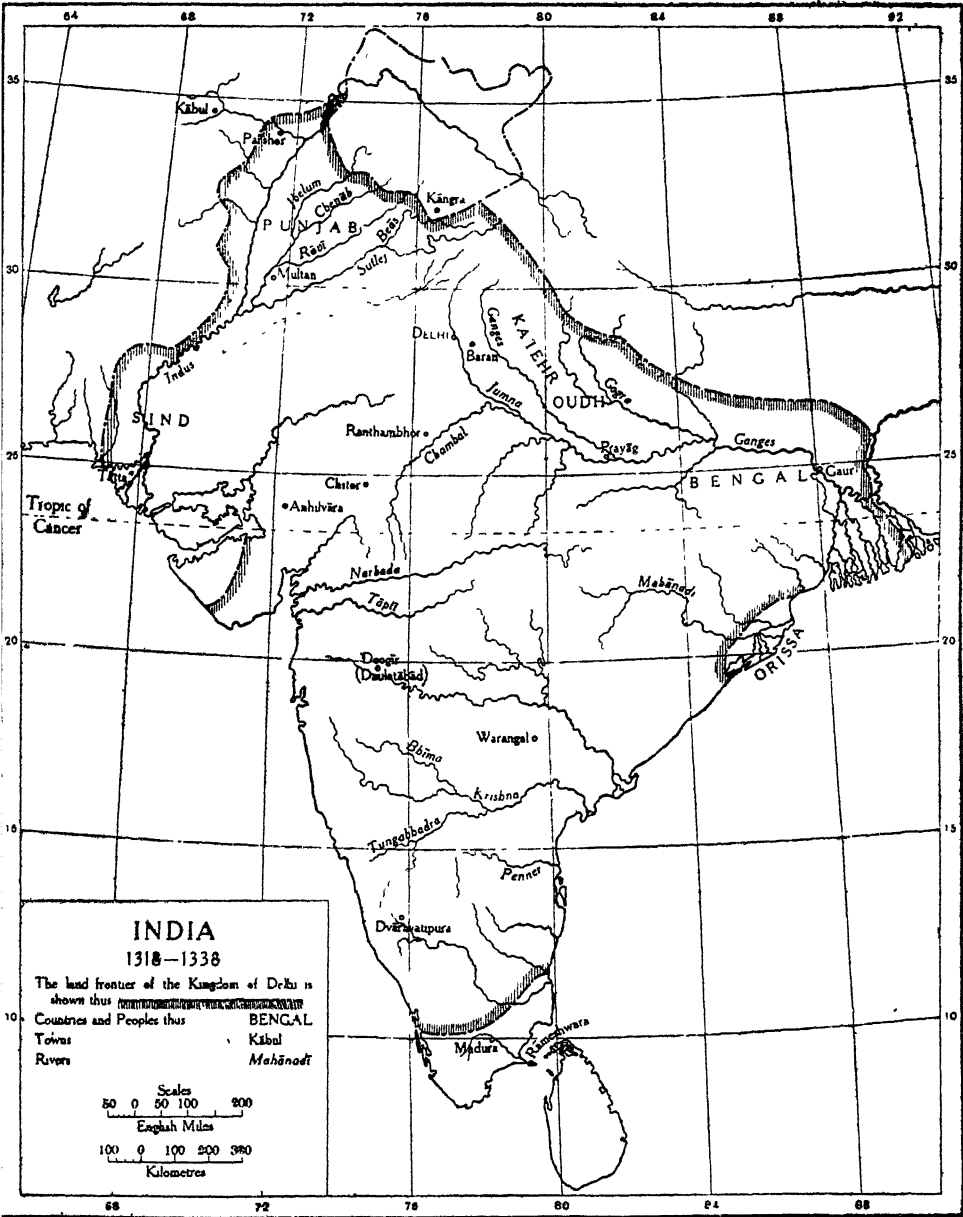 64 68 72 76 80 84 88 92
35
35
Kābul
Parshor
Jhelum
Chenāb
Kāngra
PUNJAB
Rāvī
Beās
Sutlej
Multan
30
30
DELHI
Baran
Ganges
KATEHR
Indus
Jumna
OUDH
Gogra
SIND
Ranthambhor
Chambal
Prayāg
Ganges
25
25
Tatta
Chitor
BENGAL
Gaur
Tropic of
Cancer
Anhilvāra
Narbada
Tāptī
Mahānadi
20
20
Deogīr
(Daulatābād)
ORISSA
Warangal
Bhīma
Krishna
Tungabhadra
15
15
Penner
Dvāravatipura
INDIA
1318–1338
The land frontier of the Kingdom of Delhi is
shown thus
Countries and Peoples thus BENGAL
Towns Kābul
Rivers Mahānadī
Scales
50 0 50 100 200
English Miles
100 0 100 200 300
Kilometres
10
10
Madura
Rāmeshwara
68 72 76 80 84 88